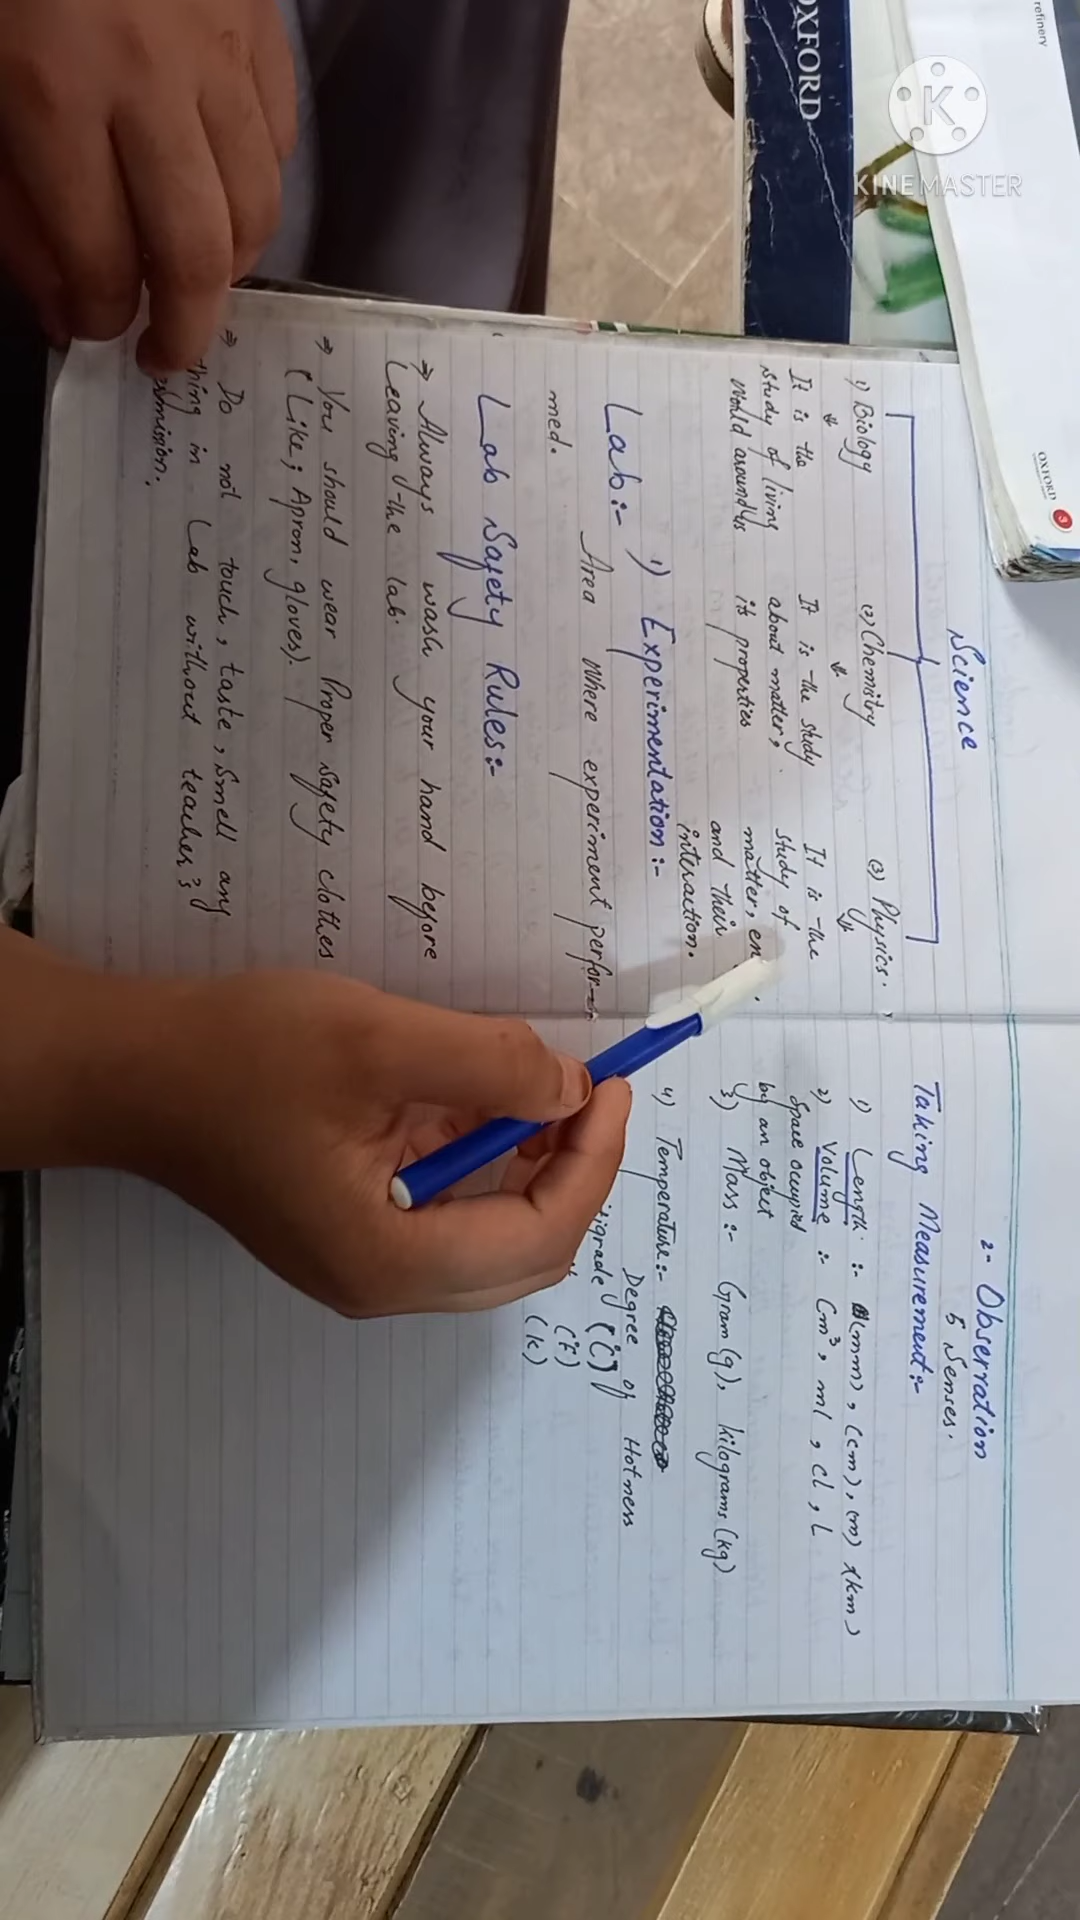 Science
1) Biology
It is the
study of living
World around us
(2) Chemistry
It is the study
about matter,
it properties
(3) Physics.
It is the
study of
matter,
and their
interaction.
1) Experimentation :-
Lab:-
Area Where experiment perfor-
med.
Lab Safety Rules:-
⇒ Always wash your hand before
Leaving the lab.
⇒ You should wear Proper Safety clothes
(Like; Apron, gloves).
⇒ Do not touch, taste, smell any
thing in Lab without teacher's
2- Observation
5 Senses.
Taking Measurement:-
1) Length :- (mm), (cm), (m) (km)
2) Volume :- Cm³, ml, cl, L
Space occupied
by an object
3) Mass :- Gram (g), kilograms (kg)
4) Temperature:-
Degree of Hotness
(°C)
(°F)
(K)
OXFORD
refinery
OXFORD
3
K
KINEMASTER